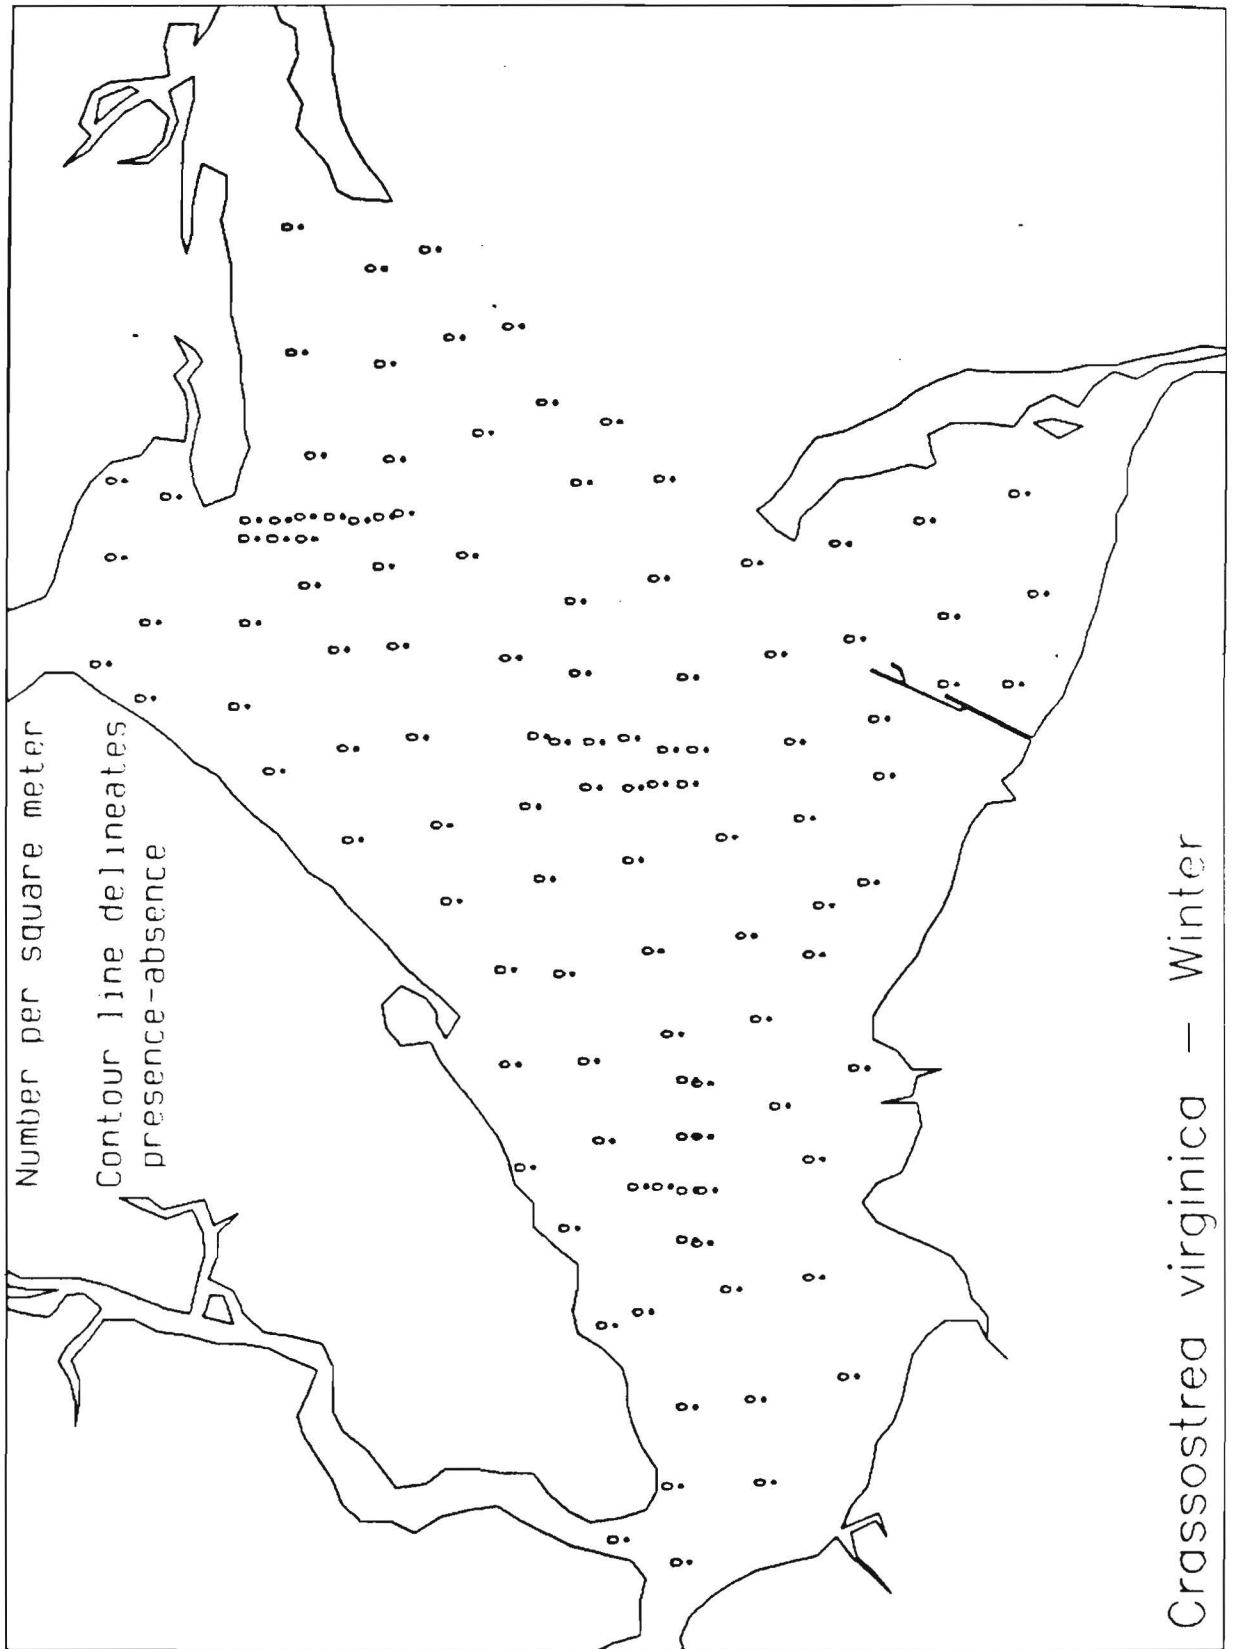 Number per square meter
Contour line delineates
presence-absence
Crassostrea virginica – Winter